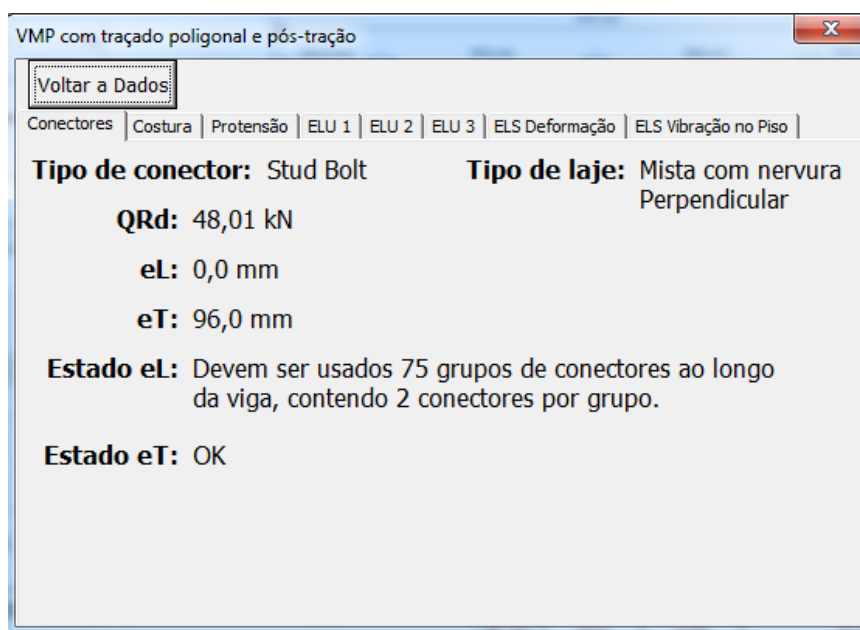 VMP com traçado poligonal e pós-tração
Voltar a Dados
Conectores Costura Protensão ELU 1 ELU 2 ELU 3 ELS Deformação ELS Vibração no Piso
Tipo de conector: Stud Bolt Tipo de laje: Mista com nervura
Perpendicular
QRd: 48,01 kN
eL: 0,0 mm
eT: 96,0 mm
Estado eL: Devem ser usados 75 grupos de conectores ao longo
da viga, contendo 2 conectores por grupo.
Estado eT: OK